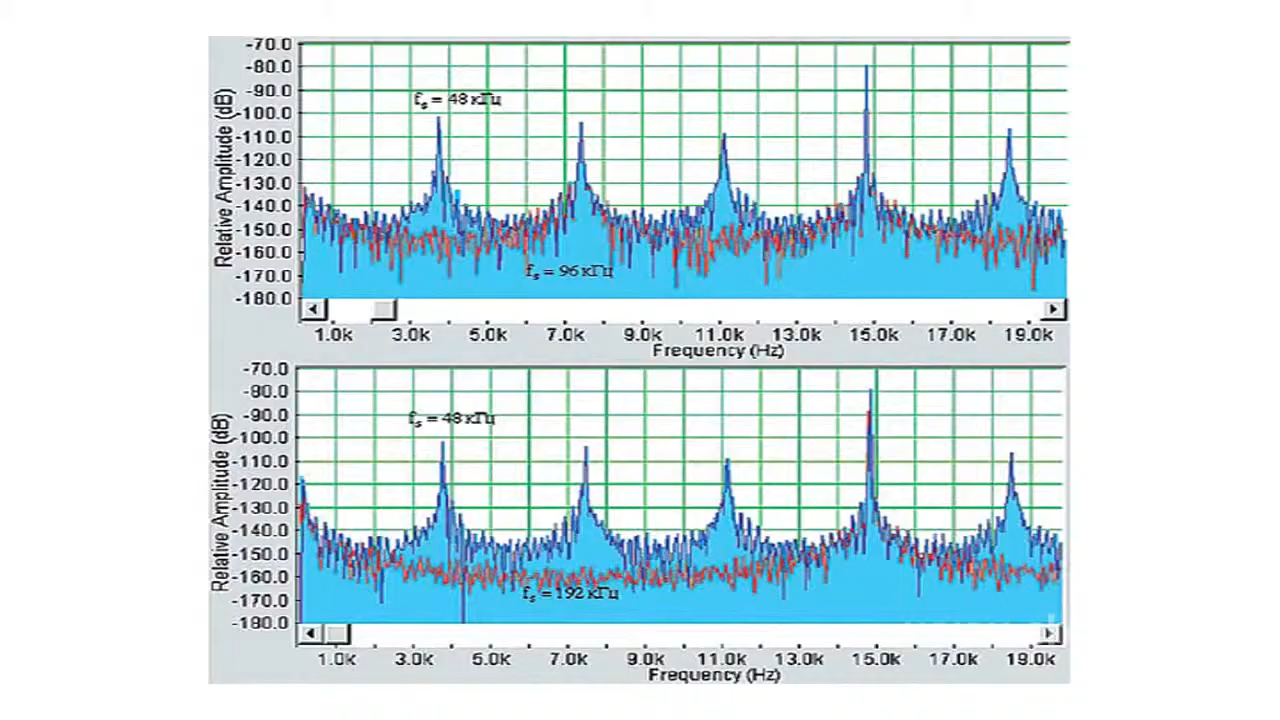 -70.0
-80.0
-90.0
-100.0
-110.0
-120.0
-130.0
-140.0
-150.0
-160.0
-170.0
-180.0
Relative Amplitude (dB)
fs = 48 кГц
fs = 96 кГц
1.0k 3.0k 5.0k 7.0k 9.0k 11.0k 13.0k 15.0k 17.0k 19.0k
Frequency (Hz)
-70.0
-80.0
-90.0
-100.0
-110.0
-120.0
-130.0
-140.0
-150.0
-160.0
-170.0
-180.0
Relative Amplitude (dB)
fs = 48 кГц
fs = 192 кГц
1.0k 3.0k 5.0k 7.0k 9.0k 11.0k 13.0k 15.0k 17.0k 19.0k
Frequency (Hz)